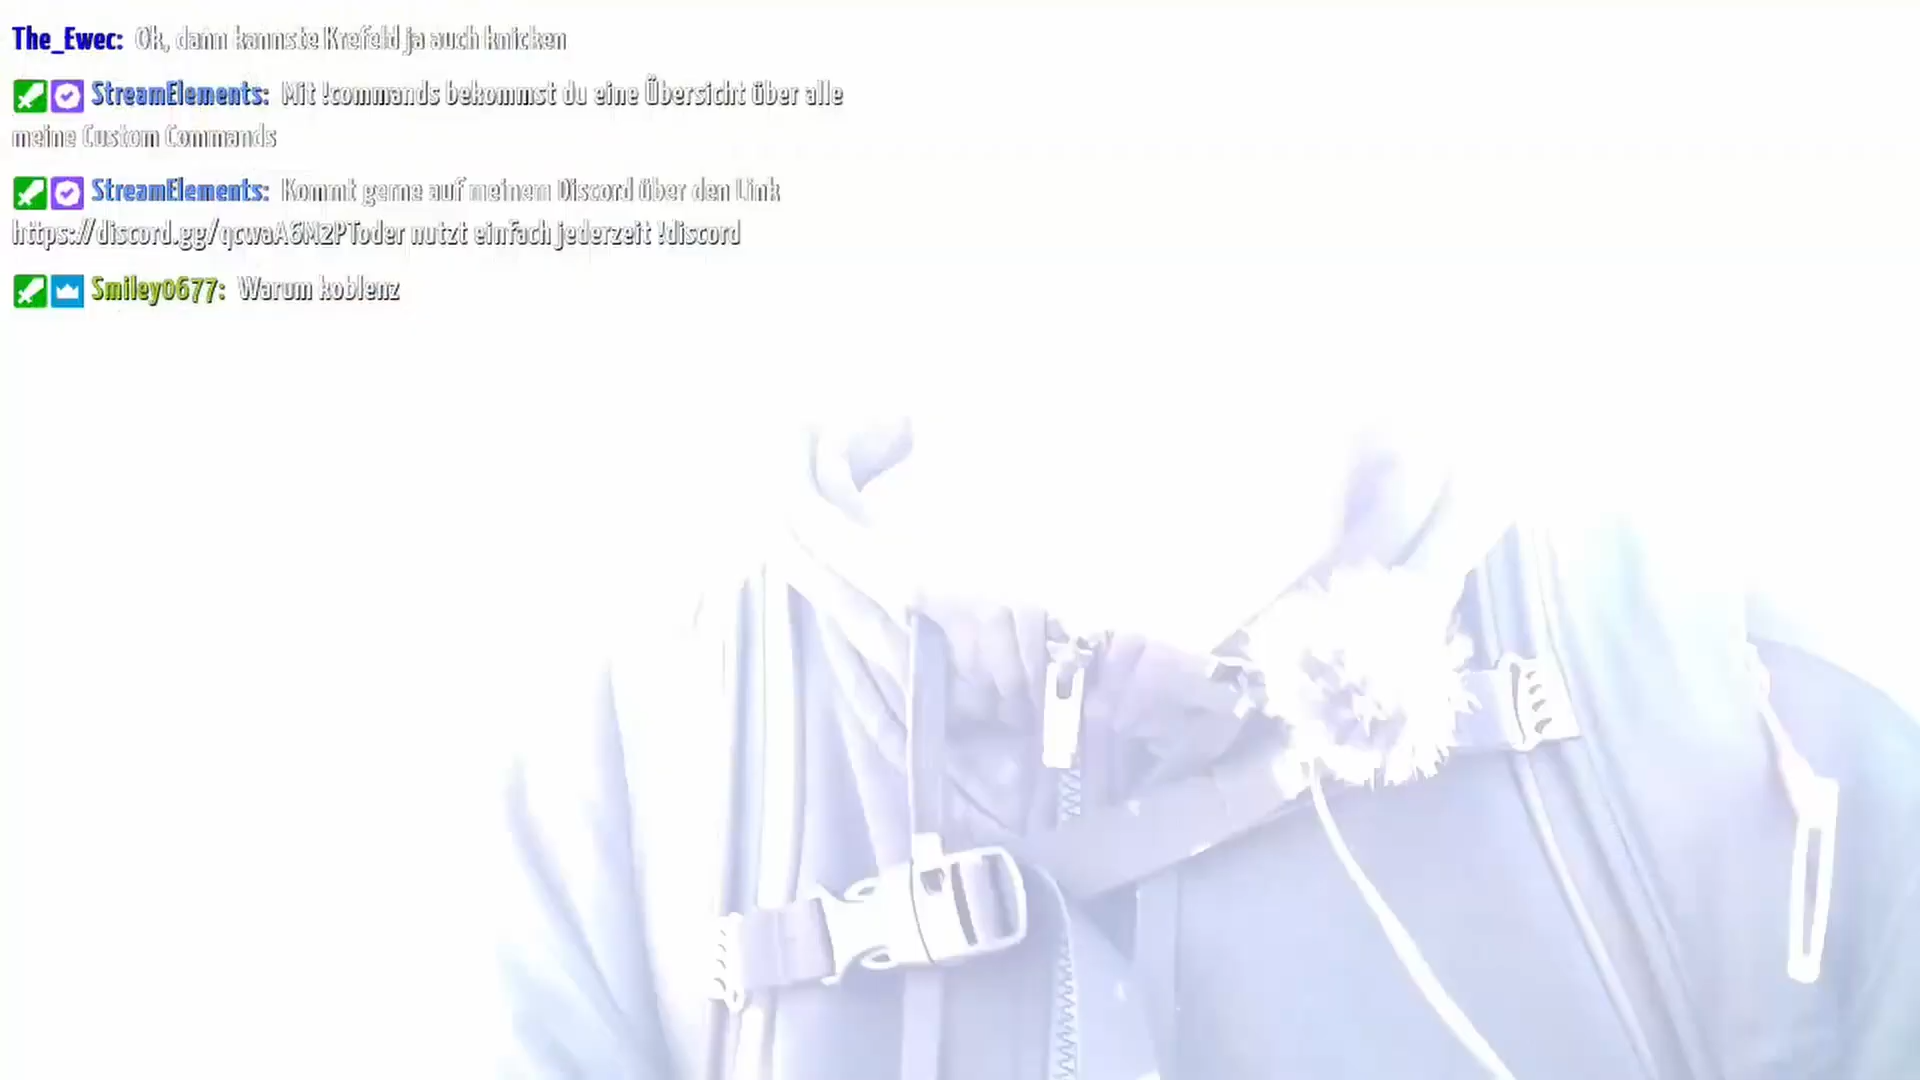 The_Ewec: Ok, dann kannste Krefeld ja auch knicken
StreamElements: Mit !commands bekommst du eine Übersicht über alle
meine Custom Commands
StreamElements: Kommt gerne auf meinem Discord über den Link
https://discord.gg/qcwaA6M2PToder nutzt einfach jederzeit !discord
Smiley0677: Warum koblenz